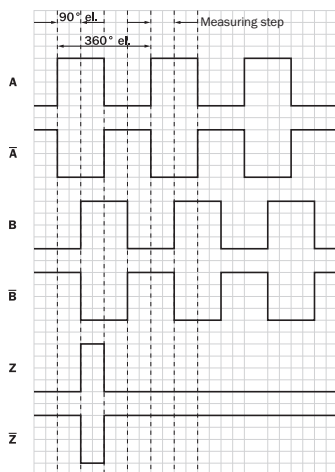 90° el.
Measuring step
360° el.
A
A̅
B
B̅
Z
Z̅